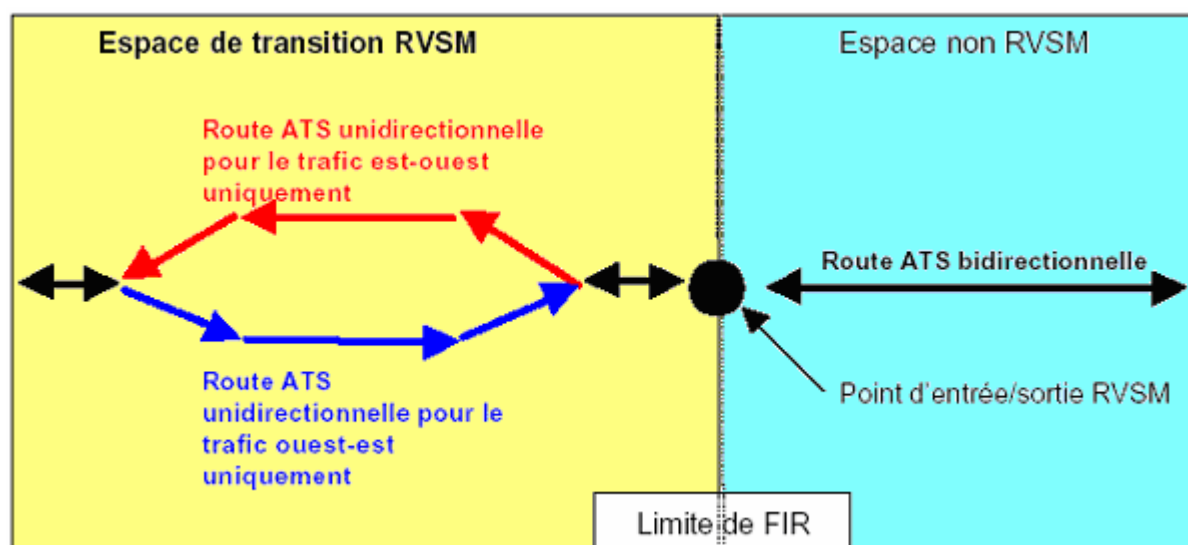 Espace de transition RVSM
Espace non RVSM
Route ATS unidirectionnelle
pour le trafic est-ouest
uniquement
Route ATS bidirectionnelle
Route ATS
unidirectionnelle pour le
trafic ouest-est
uniquement
Point d'entrée/sortie RVSM
Limite de FIR